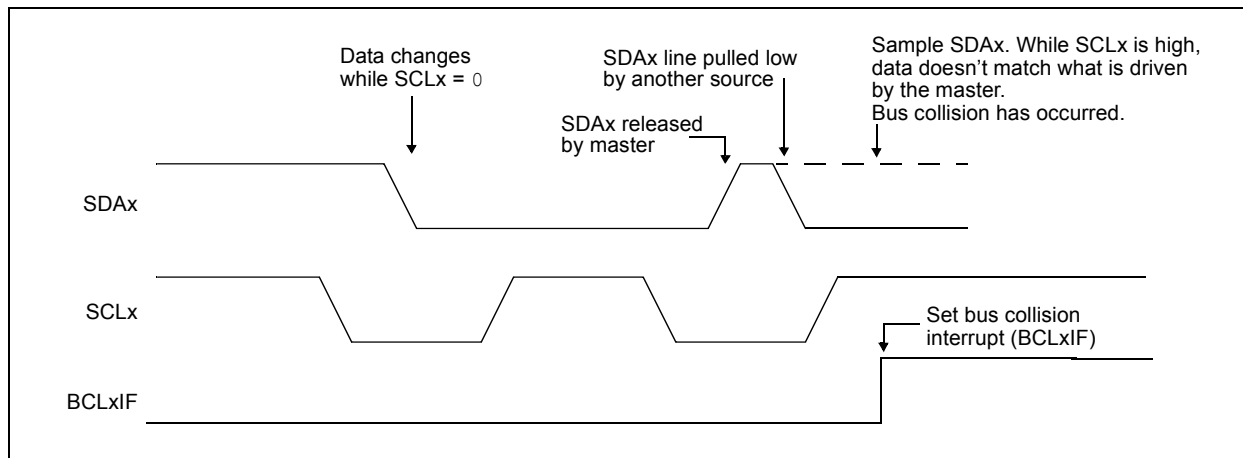 Data changes
while SCLx = 0
SDAx line pulled low
by another source
SDAx released
by master
Sample SDAx. While SCLx is high,
data doesn’t match what is driven
by the master.
Bus collision has occurred.
SDAx
SCLx
Set bus collision
interrupt (BCLxIF)
BCLxIF